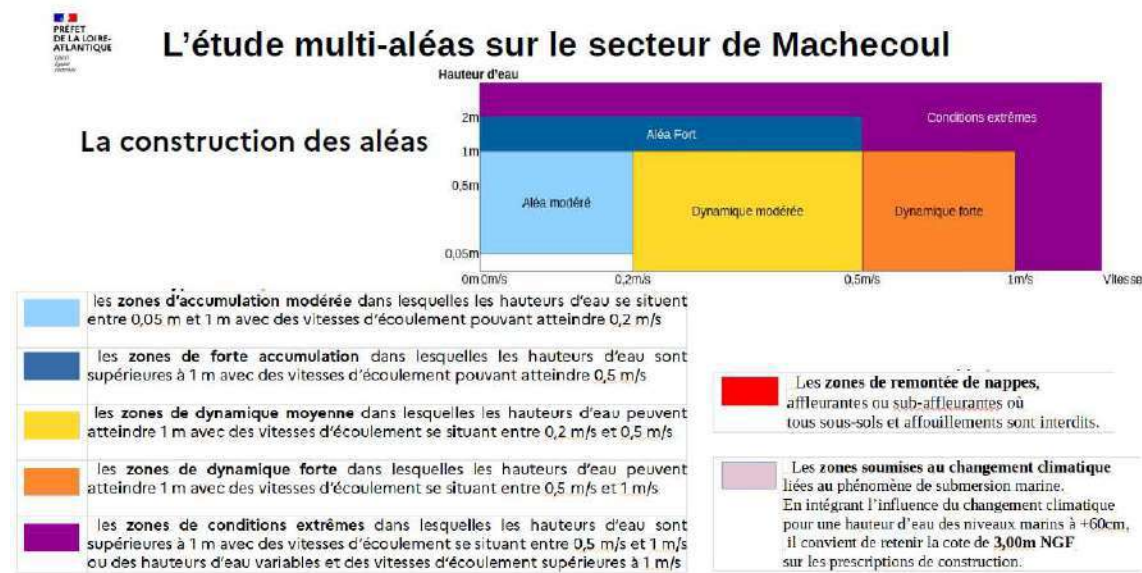 PRÉFET
DE LA LOIRE-
ATLANTIQUE
L'étude multi-aléas sur le secteur de Machecoul
La construction des aléas
Hauteur d'eau
2m
1m
0,5m
0,05m
0m
0m/s
0,2m/s
0,5m/s
1m/s
Vitesse
Conditions extrêmes
Aléa Fort
Aléa modéré
Dynamique modérée
Dynamique forte
les zones d'accumulation modérée dans lesquelles les hauteurs d'eau se situent
entre 0,05 m et 1 m avec des vitesses d'écoulement pouvant atteindre 0,2 m/s
les zones de forte accumulation dans lesquelles les hauteurs d'eau sont
supérieures à 1 m avec des vitesses d'écoulement pouvant atteindre 0,5 m/s
les zones de dynamique moyenne dans lesquelles les hauteurs d'eau peuvent
atteindre 1 m avec des vitesses d'écoulement se situant entre 0,2 m/s et 0,5 m/s
les zones de dynamique forte dans lesquelles les hauteurs d'eau peuvent
atteindre 1 m avec des vitesses d'écoulement se situant entre 0,5 m/s et 1 m/s
les zones de conditions extrêmes dans lesquelles les hauteurs d'eau sont
supérieures à 1 m avec des vitesses d'écoulement se situant entre 0,5 m/s et 1 m/s
ou des hauteurs d'eau variables et des vitesses d'écoulement supérieures à 1 m/s
Les zones de remontée de nappes,
affleurantes ou sub-affleurantes où
tous sous-sols et affouillements sont interdits.
Les zones soumises au changement climatique
liées au phénomène de submersion marine.
En intégrant l'influence du changement climatique
pour une hauteur d'eau des niveaux marins à +60cm,
il convient de retenir la cote de 3,00m NGF
sur les prescriptions de construction.